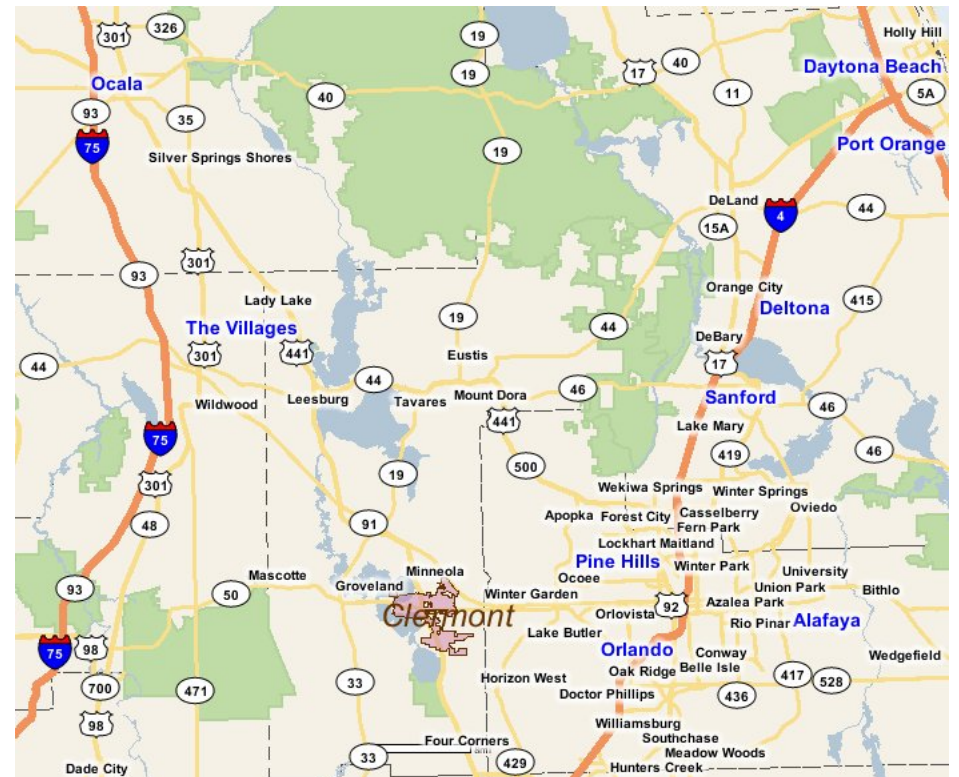 19
Holly Hill
301
326
Daytona Beach
19
17
40
Ocala
40
11
5A
93
35
75
Port Orange
Silver Springs Shores
19
DeLand
44
4
15A
301
93
Orange City
Lady Lake
415
Deltona
19
The Villages
44
DeBary
301
441
Eustis
17
44
44
46
Mount Dora
Leesburg
Tavares
Sanford
Wildwood
46
441
Lake Mary
75
46
419
500
19
301
Wekiwa Springs
Winter Springs
Oviedo
Casselberry
Apopka
Forest City
48
91
Fern Park
Lockhart
Maitland
Pine Hills
Winter Park
Minneola
Mascotte
Ocoee
University
93
Groveland
Union Park
Bithlo
50
Winter Garden
Azalea Park
92
Clermont
Orlovista
Rio Pinar
Alafaya
Lake Butler
98
Orlando
75
Conway
Wedgefield
Belle Isle
Oak Ridge
417
Horizon West
528
33
700
471
Doctor Phillips
436
98
Williamsburg
Southchase
Four Corners
Meadow Woods
33
429
Hunters Creek
Dade City